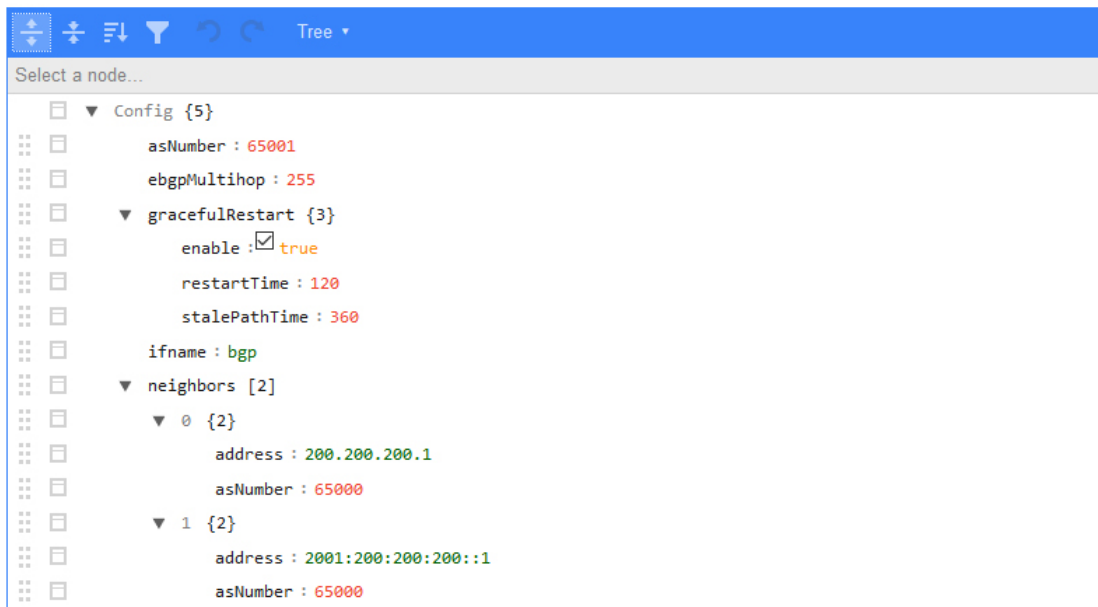 Tree ▾
Select a node...
▼ Config {5}
asNumber : 65001
ebgpMultihop : 255
▼ gracefulRestart {3}
enable : true
restartTime : 120
stalePathTime : 360
ifname : bgp
▼ neighbors [2]
▼ 0 {2}
address : 200.200.200.1
asNumber : 65000
▼ 1 {2}
address : 2001:200:200:200::1
asNumber : 65000